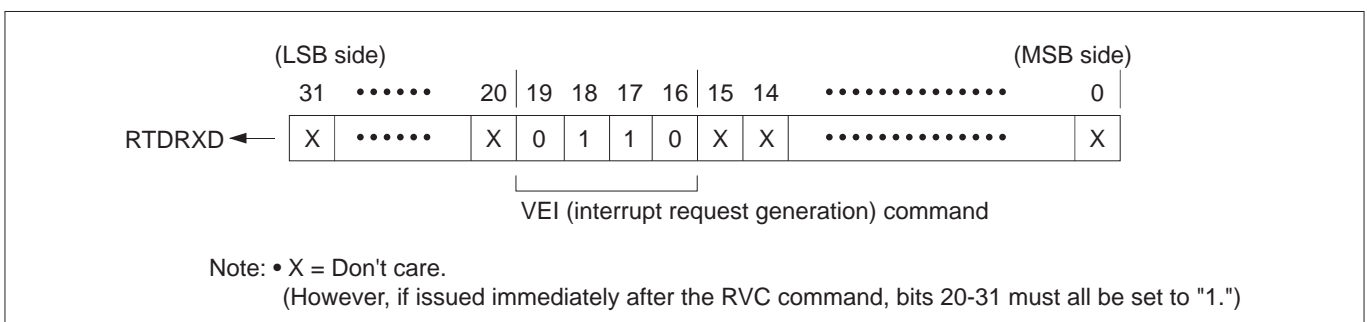 (LSB side) (MSB side)
31 •••••• 20 19 18 17 16 15 14 •••••••••••••• 0
RTDRXD X •••••• X 0 1 1 0 X X •••••••••••••• X
VEI (interrupt request generation) command
Note: • X = Don't care.
(However, if issued immediately after the RVC command, bits 20-31 must all be set to "1.")